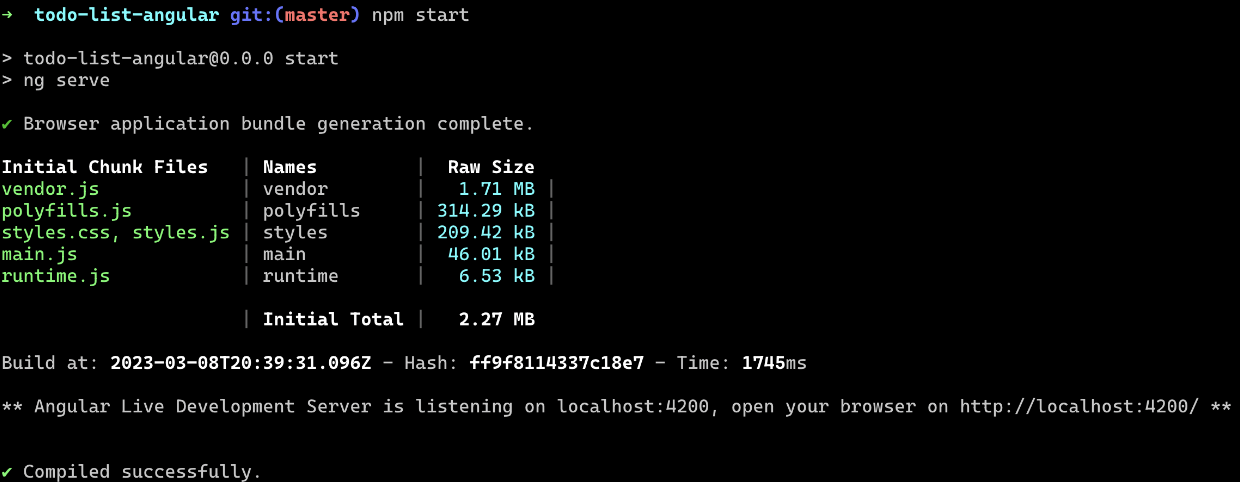 →  todo-list-angular git:(master) npm start
> todo-list-angular@0.0.0 start
> ng serve
✔ Browser application bundle generation complete.
Initial Chunk Files   | Names         |  Raw Size
vendor.js             | vendor        |   1.71 MB |
polyfills.js          | polyfills     | 314.29 kB |
styles.css, styles.js | styles        | 209.42 kB |
main.js               | main          |  46.01 kB |
runtime.js            | runtime       |   6.53 kB |
                      | Initial Total |   2.27 MB
Build at: 2023-03-08T20:39:31.096Z - Hash: ff9f8114337c18e7 - Time: 1745ms
** Angular Live Development Server is listening on localhost:4200, open your browser on http://localhost:4200/ **
✔ Compiled successfully.